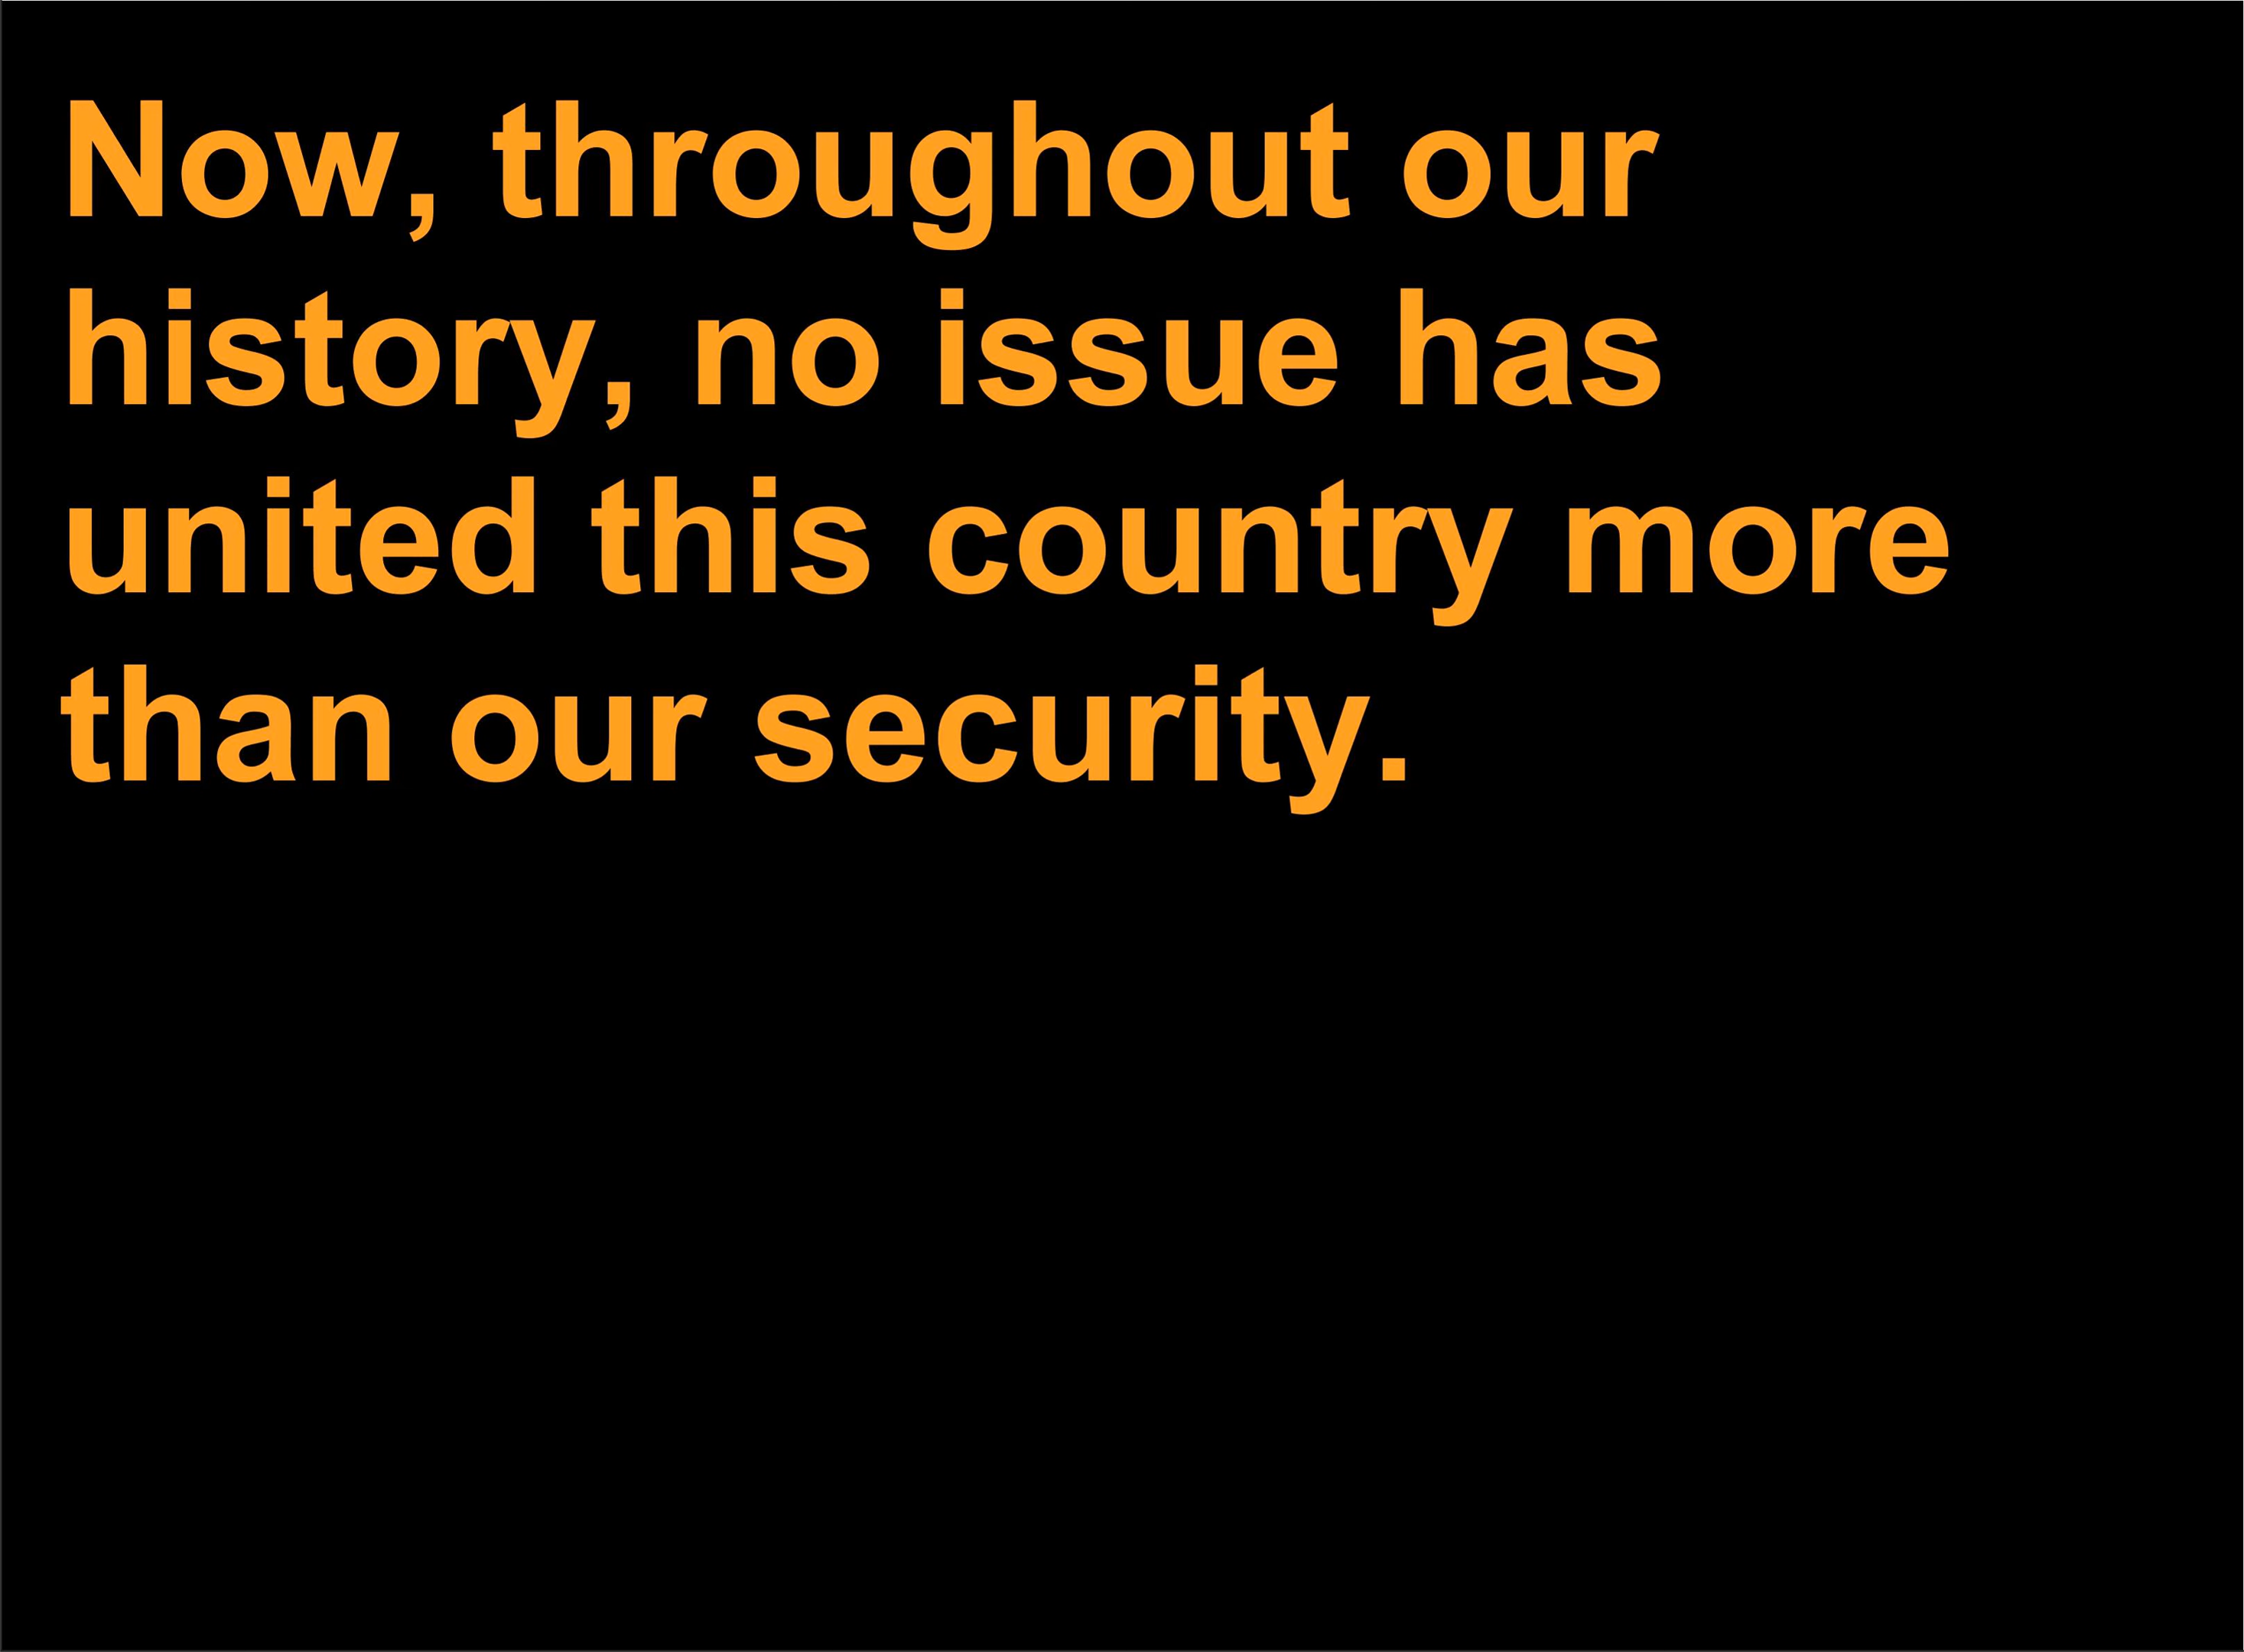 Now, throughout our
history, no issue has
united this country more
than our security.